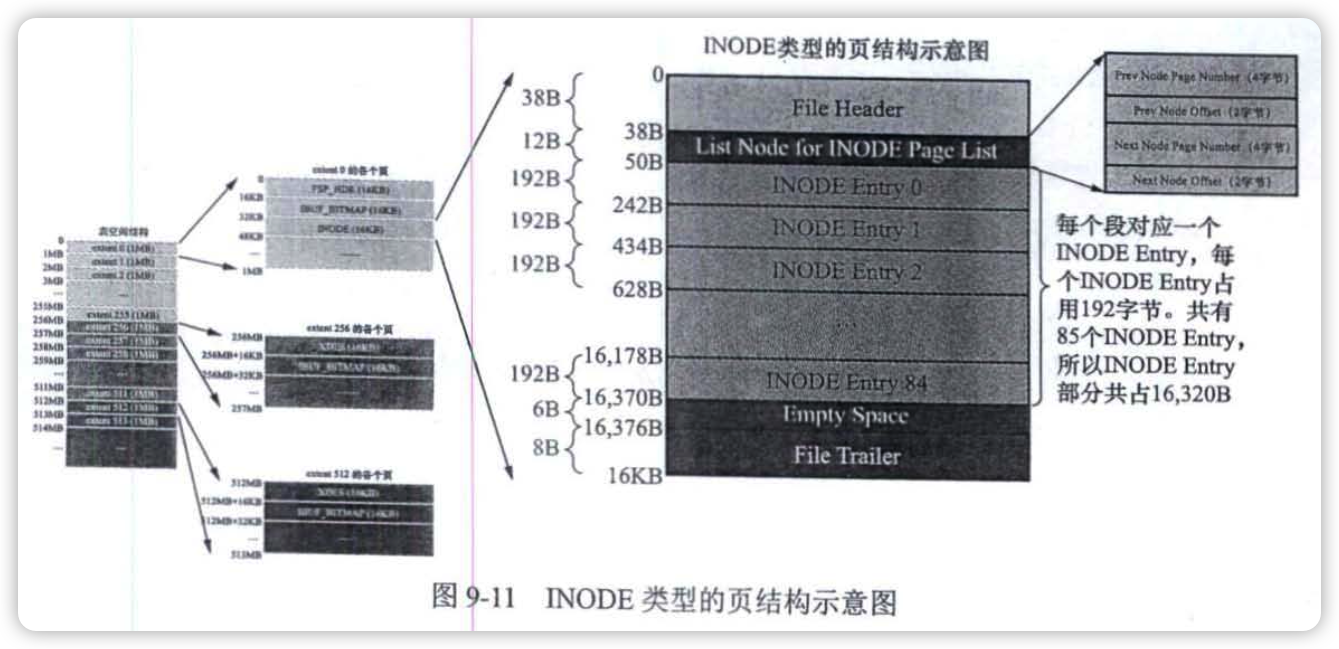 INODE类型的页结构示意图
0
38B
38B
12B
50B
192B
242B
192B
434B
192B
628B
16,178B
192B
16,370B
6B
16,376B
8B
16KB
File Header
List Node for INODE Page List
INODE Entry 0
INODE Entry 1
INODE Entry 2
...
INODE Entry 84
Empty Space
File Trailer
Prev Node Page Number (4字节)
Prev Node Offset (2字节)
Next Node Page Number (4字节)
Next Node Offset (2字节)
每个段对应一个
INODE Entry，每
个INODE Entry占
用192字节。共有
85个INODE Entry，
所以INODE Entry
部分共占16,320B
表空间结构
0
1MB
2MB
3MB
...
255MB
256MB
257MB
258MB
259MB
...
511MB
512MB
513MB
514MB
...
extent 0 (1MB)
extent 1 (1MB)
extent 2 (1MB)
...
extent 255 (1MB)
extent 256 (1MB)
extent 257 (1MB)
extent 258 (1MB)
...
extent 511 (1MB)
extent 512 (1MB)
extent 513 (1MB)
...
extent 0 的各个页
0
16KB
32KB
48KB
...
1MB
FSP_HDR (16KB)
IBUF_BITMAP (16KB)
INODE (16KB)
......
extent 256 的各个页
256MB
256MB+16KB
256MB+32KB
...
257MB
XDES (16KB)
IBUF_BITMAP (16KB)
...
extent 512 的各个页
512MB
512MB+16KB
512MB+32KB
...
513MB
XDES (16KB)
IBUF_BITMAP (16KB)
...
图 9-11 INODE 类型的页结构示意图